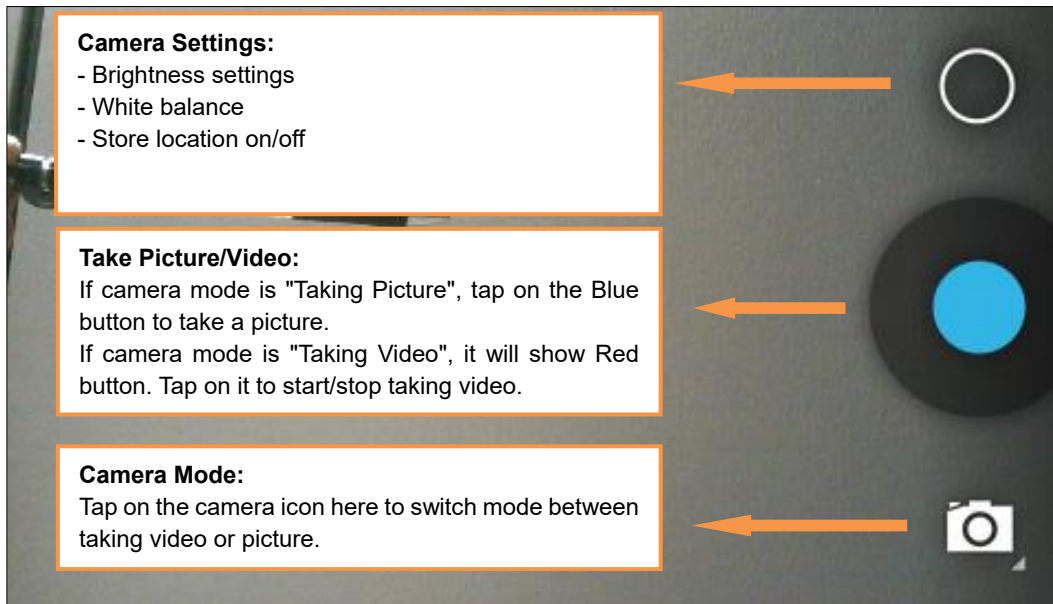 Camera Settings:
- Brightness settings
- White balance
- Store location on/off
Take Picture/Video:
If camera mode is "Taking Picture", tap on the Blue
button to take a picture.
If camera mode is "Taking Video", it will show Red
button. Tap on it to start/stop taking video.
Camera Mode:
Tap on the camera icon here to switch mode between
taking video or picture.